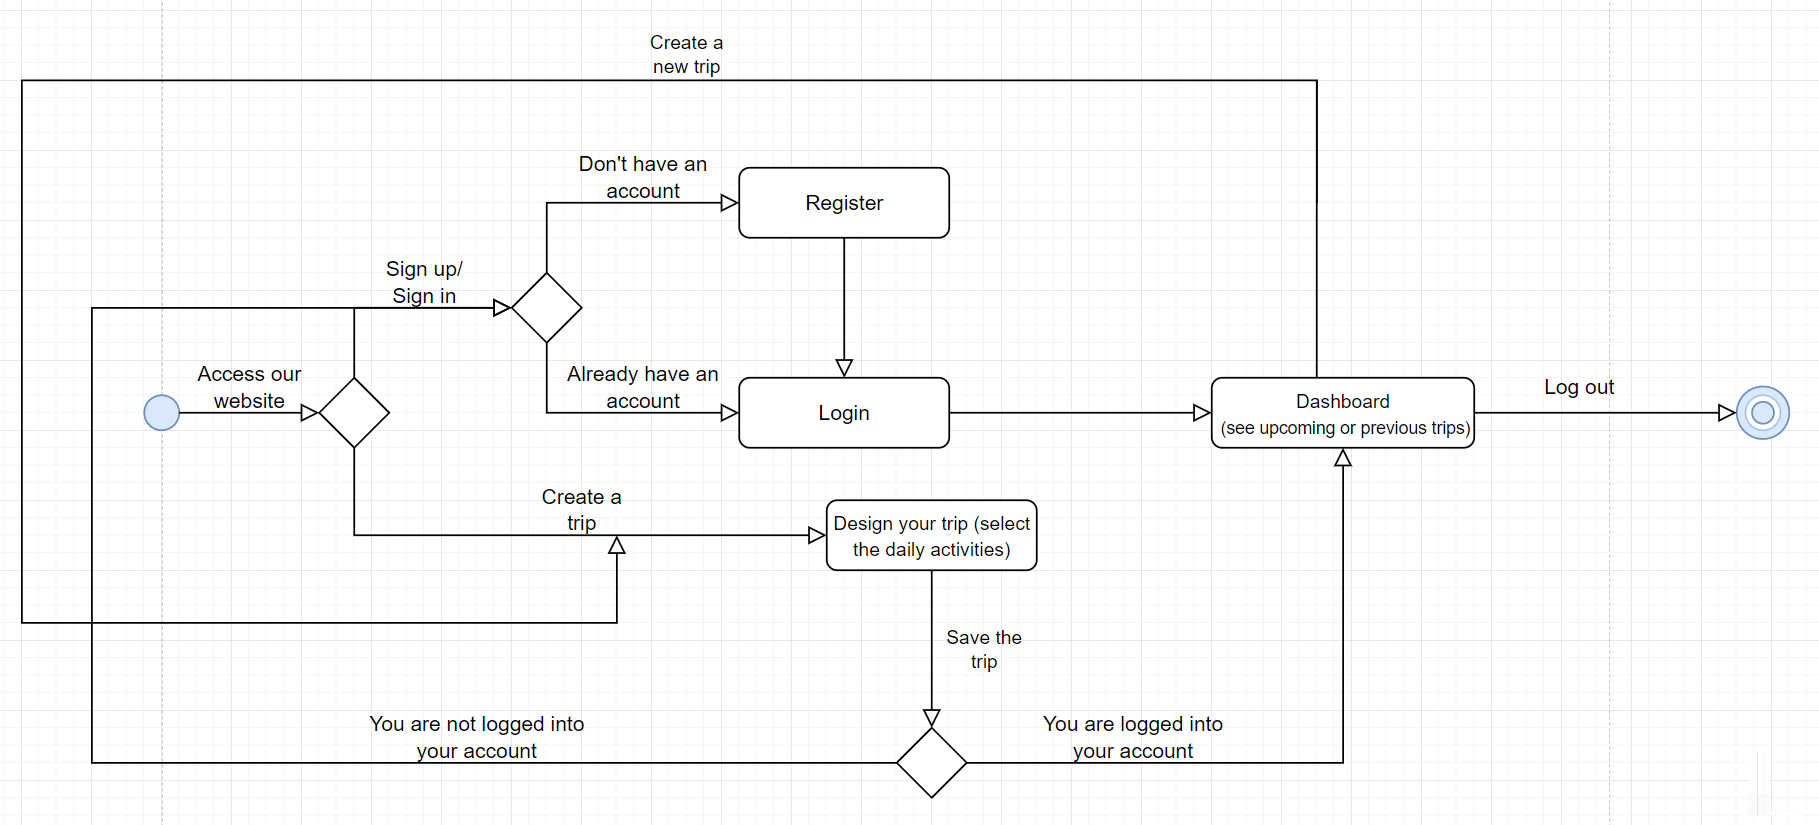 Create a
new trip
Don't have an
account
Register
Sign up/
Sign in
Access our
website
Already have an
account
Login
Dashboard
(see upcoming or previous trips)
Log out
Create a
trip
Design your trip (select
the daily activities)
Save the
trip
You are not logged into
your account
You are logged into
your account